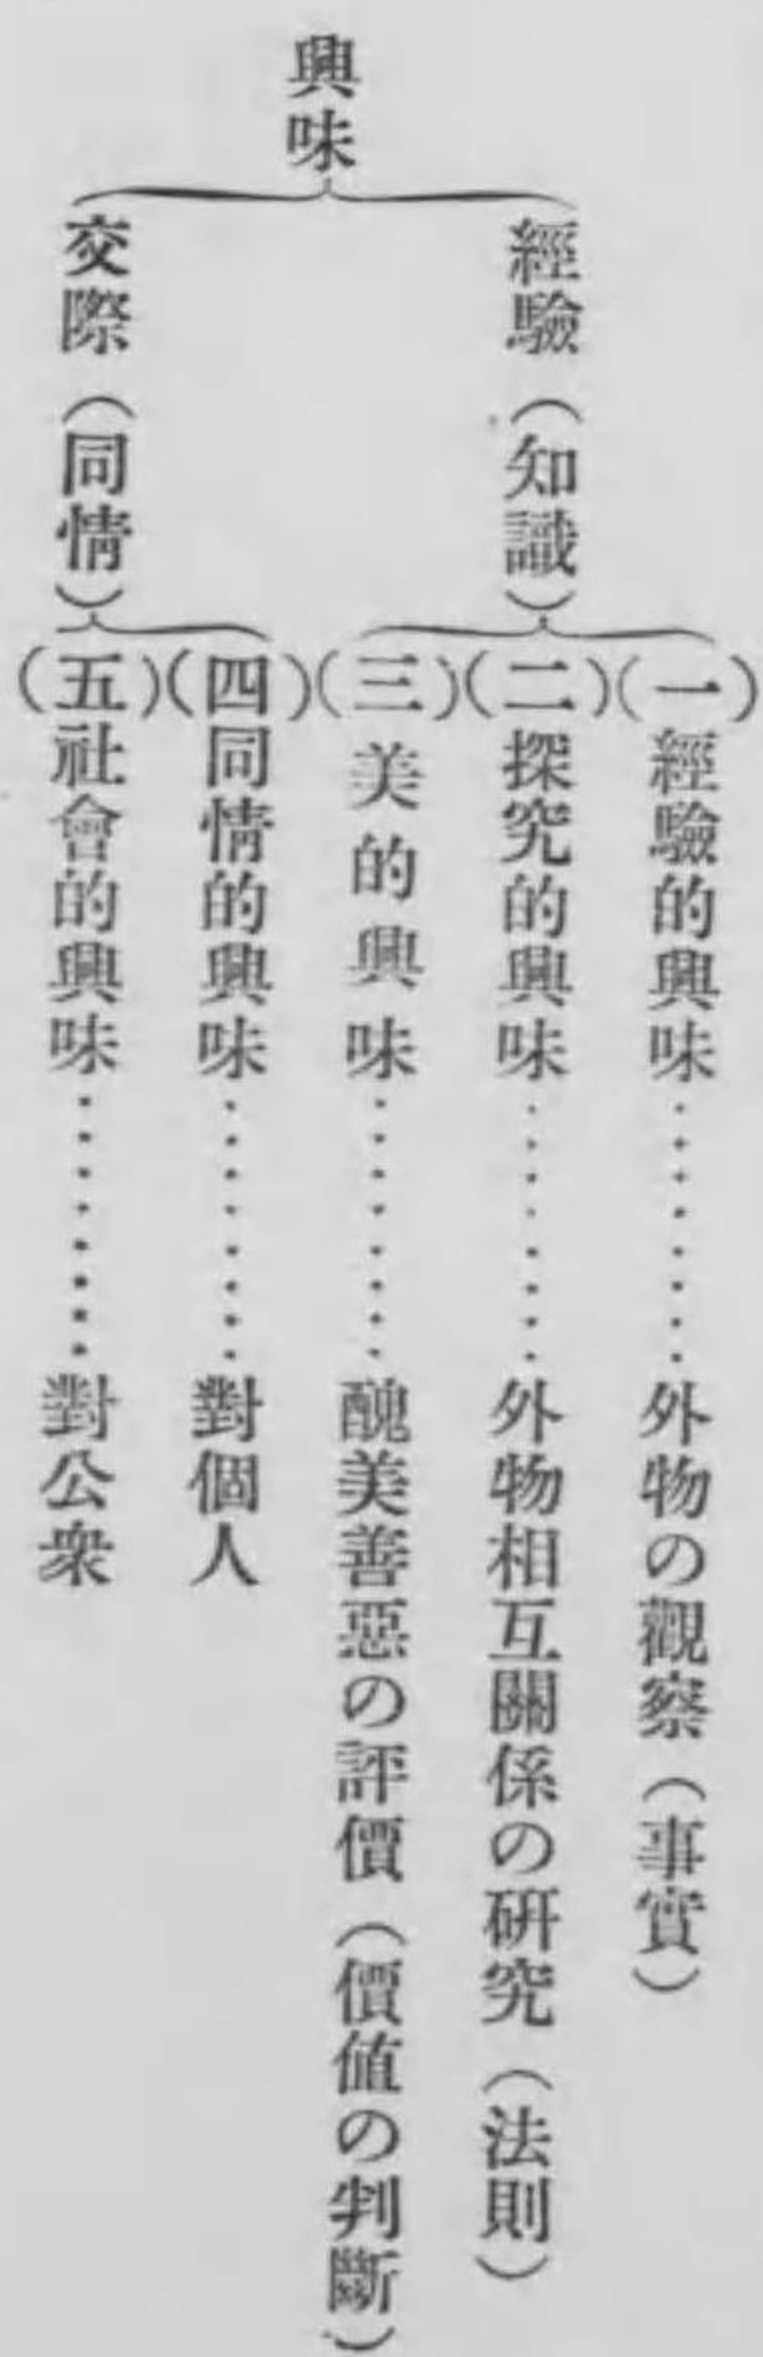 興味
經驗(知識)
(一)經驗的興味………外物の觀察(事實)
(二)探究的興味………外物相互關係の硏究(法則)
(三)美的興味………醜美善惡の評價(價値の判斷)
交際(同情)
(四)同情的興味………對個人
(五)社會的興味………對公衆